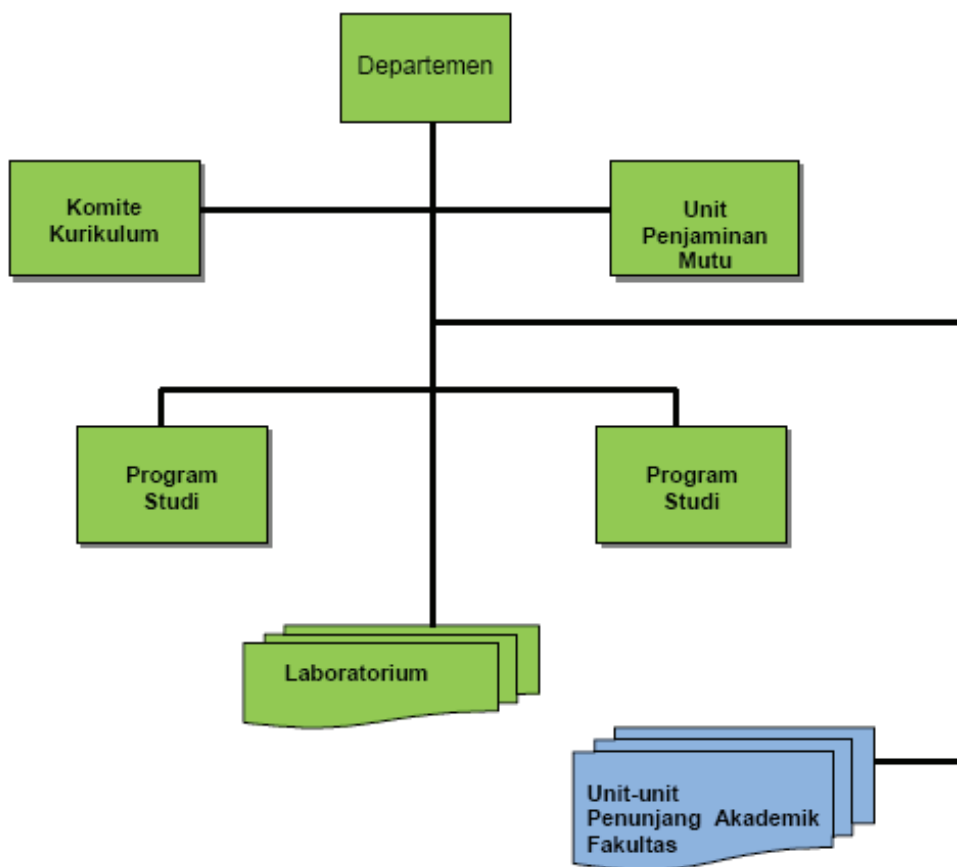 Departemen
Komite
Kurikulum
Unit
Penjaminan
Mutu
Program
Studi
Program
Studi
Laboratorium
Unit-unit
Penunjang Akademik
Fakultas